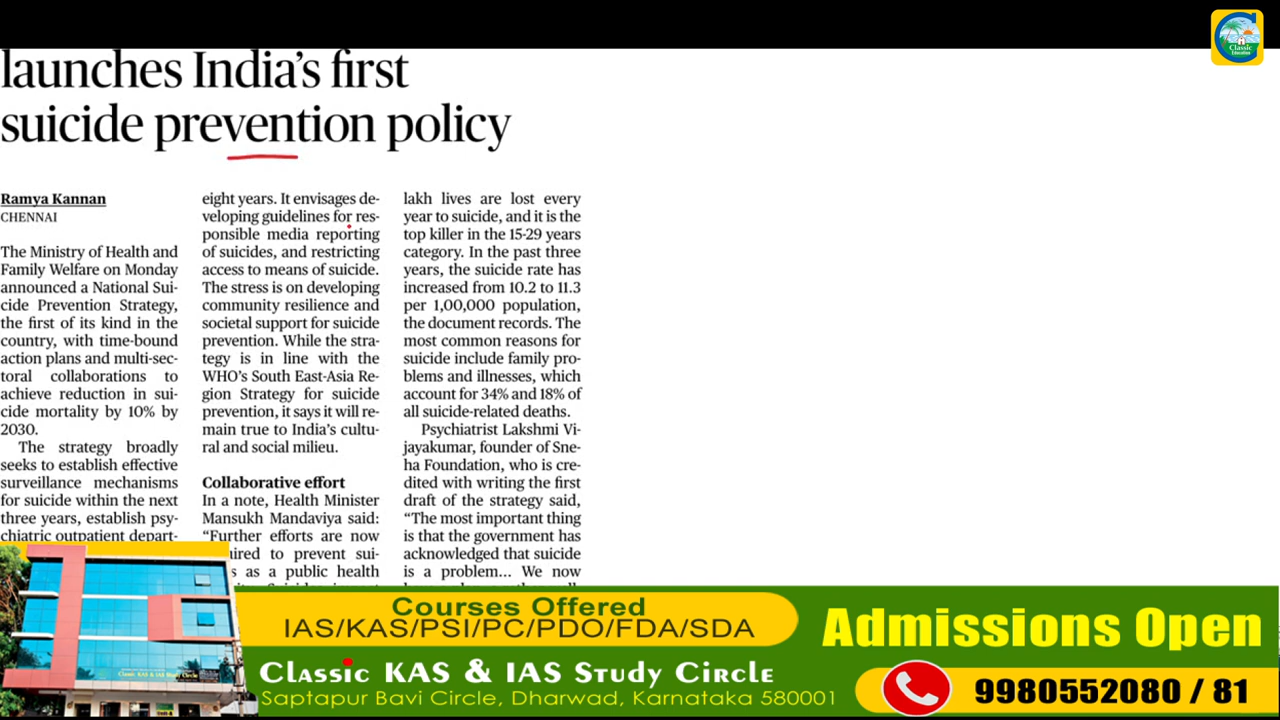 Classic
Education
launches India's first
suicide prevention policy
Ramya Kannan
CHENNAI
The Ministry of Health and
Family Welfare on Monday
announced a National Sui-
cide Prevention Strategy,
the first of its kind in the
country, with time-bound
action plans and multi-sec-
toral collaborations to
achieve reduction in sui-
cide mortality by 10% by
2030.
The strategy broadly
seeks to establish effective
surveillance mechanisms
for suicide within the next
three years, establish psy-
chiatric outpatient depart-
eight years. It envisages de-
veloping guidelines for res-
ponsible media reporting
of suicides, and restricting
access to means of suicide.
The stress is on developing
community resilience and
societal support for suicide
prevention. While the stra-
tegy is in line with the
WHO's South East-Asia Re-
gion Strategy for suicide
prevention, it says it will re-
main true to India's cultu-
ral and social milieu.
Collaborative effort
In a note, Health Minister
Mansukh Mandaviya said:
"Further efforts are now
to prevent sui-
as a public health
lakh lives are lost every
year to suicide, and it is the
top killer in the 15-29 years
category. In the past three
years, the suicide rate has
increased from 10.2 to 11.3
per 1,00,000 population,
the document records. The
most common reasons for
suicide include family pro-
blems and illnesses, which
account for 34% and 18% of
all suicide-related deaths.
Psychiatrist Lakshmi Vi-
jayakumar, founder of Sne-
ha Foundation, who is cre-
dited with writing the first
draft of the strategy said,
"The most important thing
is that the government has
acknowledged that suicide
is a problem... We now
Courses Offered
IAS/KAS/PSI/PC/PDO/FDA/SDA
Classic KAS & IAS Study Circle
Saptapur Bavi Circle, Dharwad, Karnataka 580001
Admissions Open
9980552080 / 81